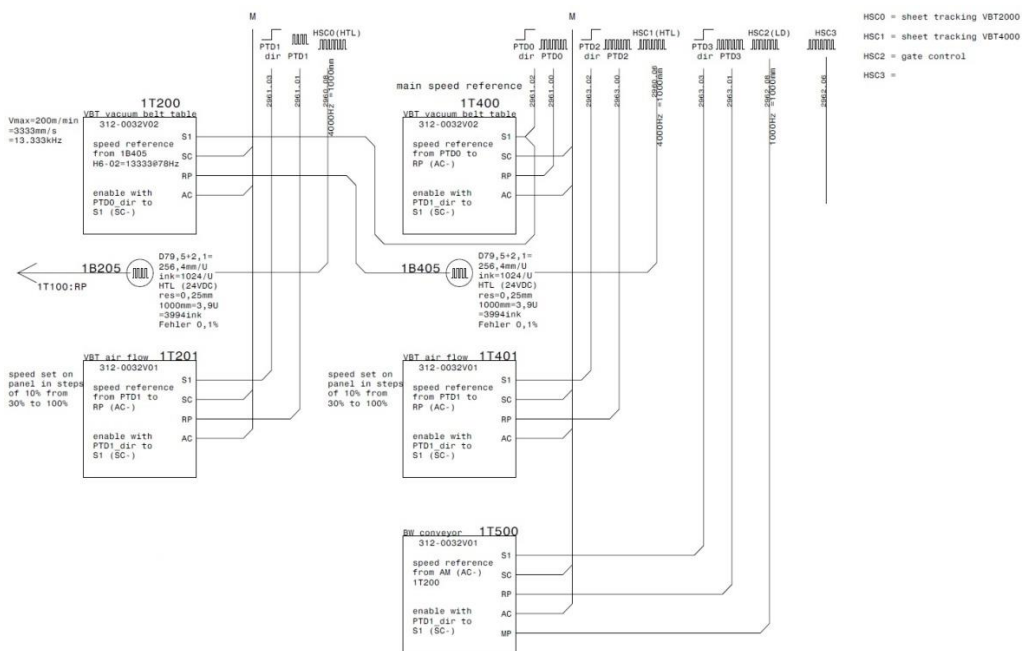 M
M
HSC0 = sheet tracking VBT2000
HSC1 = sheet tracking VBT4000
HSC2 = gate control
HSC3 =
HSC0(HTL)
PTD1
dir
PTD1
2961.03
2961.01
2960.08
4000Hz =1000mm
PTD0
dir
PTD0
PTD2
dir
PTD2
HSC1(HTL)
PTD3
dir
PTD3
HSC2(LD)
HSC3
2961.02
2961.00
2963.02
2963.00
2960.06
4000Hz =1000mm
2963.03
2963.01
2962.08
1000Hz =1000mm
2962.06
main speed reference
1T200
VBT vacuum belt table
312-0032V02
Vmax=200m/min
=3333mm/s
=13.333kHz
speed reference
from 1B405
H6-02=13333@78Hz
enable with
PTD0_dir to
S1 (SC-)
S1
SC
RP
AC
1T400
VBT vacuum belt table
312-0032V02
speed reference
from PTD0 to
RP (AC-)
enable with
PTD1_dir to
S1 (SC-)
S1
SC
RP
AC
1B205
1T100:RP
D79,5+2,1=
256,4mm/U
ink=1024/U
HTL (24VDC)
res=0,25mm
1000mm=3,9U
=3994ink
Fehler 0,1%
1B405
D79,5+2,1=
256,4mm/U
ink=1024/U
HTL (24VDC)
res=0,25mm
1000mm=3,9U
=3994ink
Fehler 0,1%
VBT air flow 1T201
312-0032V01
speed set on
panel in steps
of 10% from
30% to 100%
speed reference
from PTD1 to
RP (AC-)
enable with
PTD1_dir to
S1 (SC-)
S1
SC
RP
AC
VBT air flow 1T401
312-0032V01
speed set on
panel in steps
of 10% from
30% to 100%
speed reference
from PTD1 to
RP (AC-)
enable with
PTD1_dir to
S1 (SC-)
S1
SC
RP
AC
BW conveyor 1T500
312-0032V01
speed reference
from AM (AC-)
1T200
enable with
PTD1_dir to
S1 (SC-)
S1
SC
RP
AC
MP